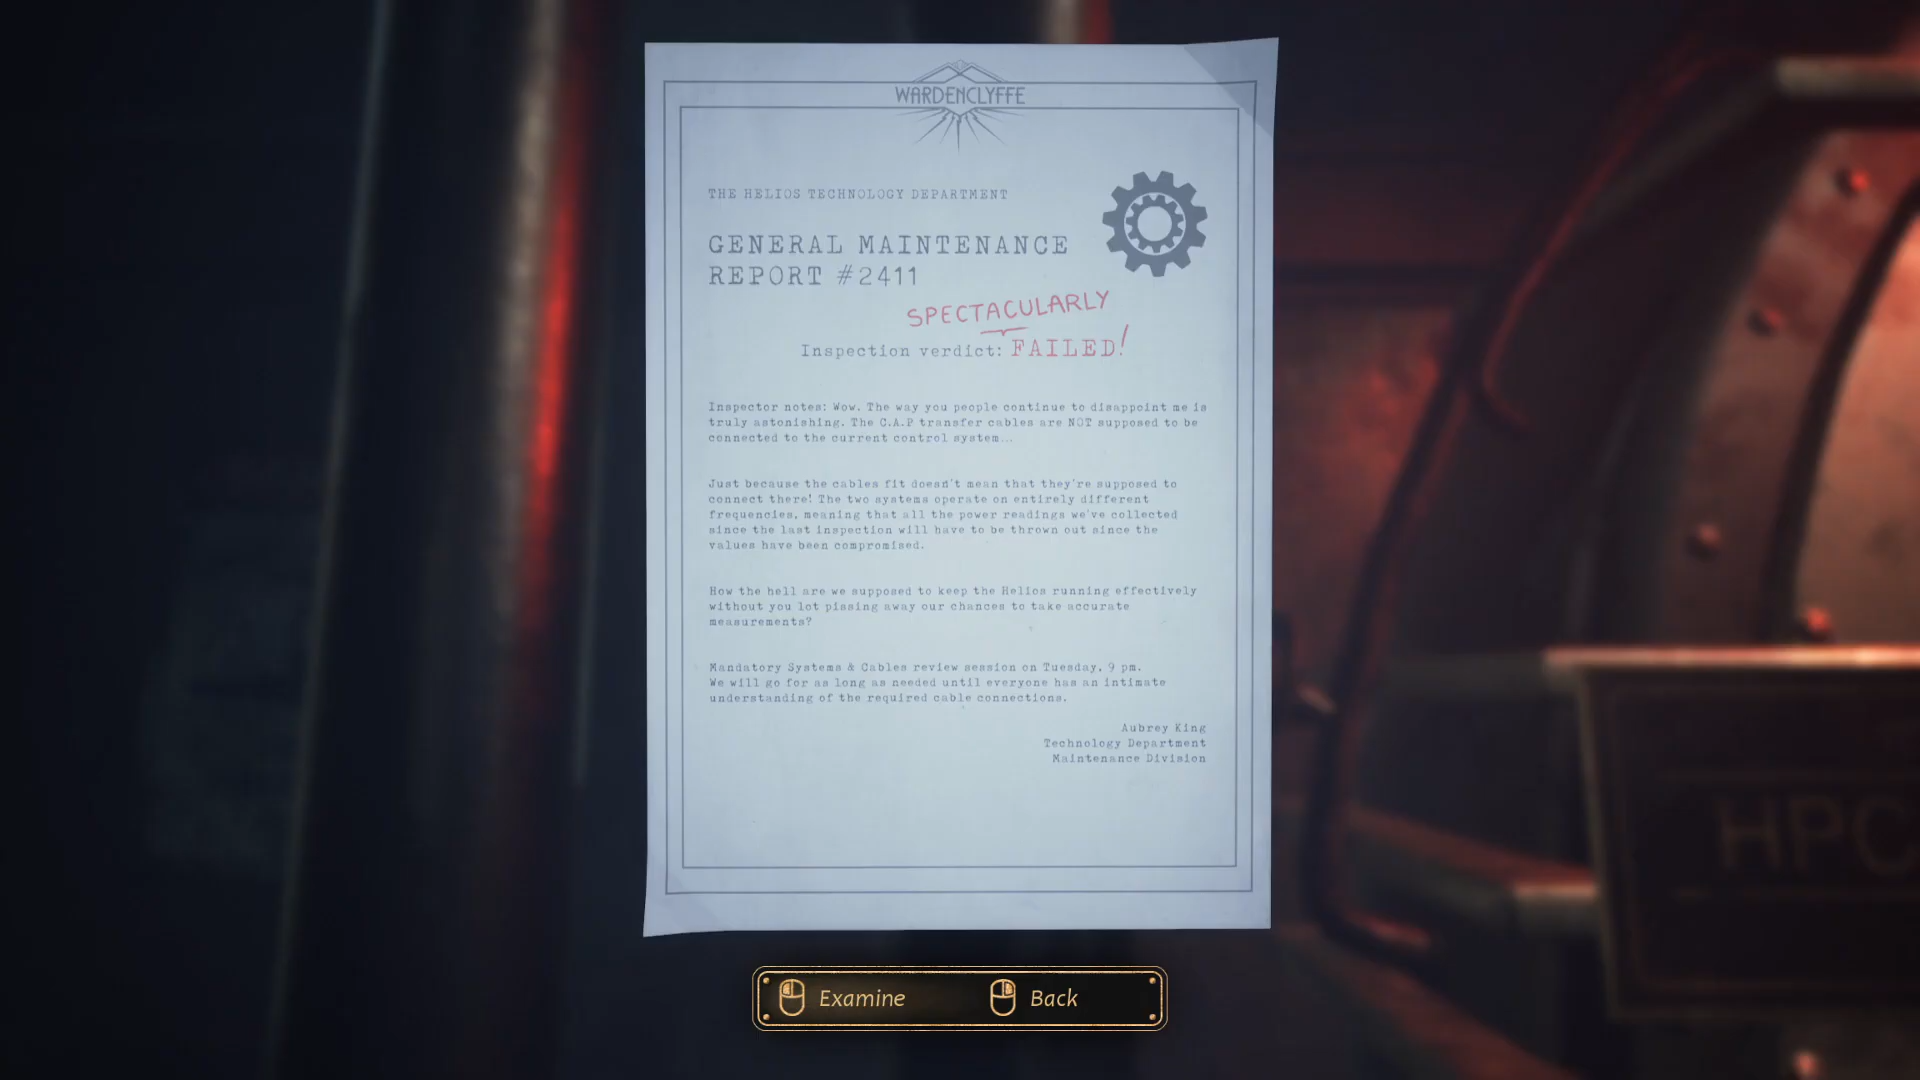 WARDENCLYFFE
THE HELIOS TECHNOLOGY DEPARTMENT
GENERAL MAINTENANCE
REPORT #2411
SPECTACULARLY
Inspection verdict: FAILED!
Inspector notes: Wow. The way you people continue to disappoint me is
truly astonishing. The C.A.P transfer cables are NOT supposed to be
connected to the current control system...
Just because the cables fit doesn't mean that they're supposed to
connect there! The two systems operate on entirely different
frequencies, meaning that all the power readings we've collected
since the last inspection will have to be thrown out since the
values have been compromised.
How the hell are we supposed to keep the Helios running effectively
without you lot pissing away our chances to take accurate
measurements?
Mandatory Systems & Cables review session on Tuesday, 9 pm.
We will go for as long as needed until everyone has an intimate
understanding of the required cable connections.
Aubrey King
Technology Department
Maintenance Division
HPC
Examine
Back